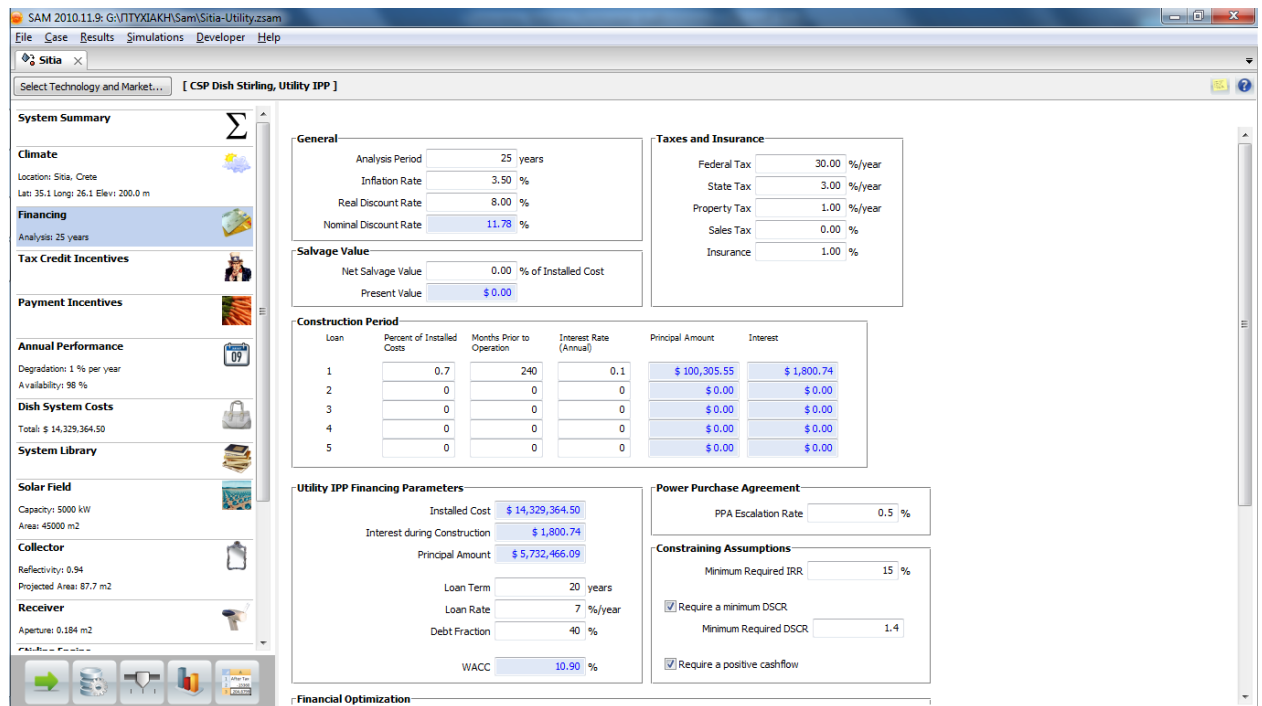 SAM 2010.11.9: G:\ΠΤΥΧΙΑΚΗ\Sam\Sitia-Utility.zsam
File Case Results Simulations Developer Help
Sitia
Select Technology and Market... [ CSP Dish Stirling, Utility IPP ]
System Summary
Climate
Location: Sitia, Crete
Lat: 35.1 Long: 26.1 Elev: 200.0 m
Financing
Analysis: 25 years
Tax Credit Incentives
Payment Incentives
Annual Performance
Degradation: 1 % per year
Availability: 98 %
09
Dish System Costs
Total: $ 14,329,364.50
System Library
Solar Field
Capacity: 5000 kW
Area: 45000 m2
Collector
Reflectivity: 0.94
Projected Area: 87.7 m2
Receiver
Aperture: 0.184 m2
Stirling Engine
General
Analysis Period 25 years
Inflation Rate 3.50 %
Real Discount Rate 8.00 %
Nominal Discount Rate 11.78 %
Taxes and Insurance
Federal Tax 30.00 %/year
State Tax 3.00 %/year
Property Tax 1.00 %/year
Sales Tax 0.00 %
Insurance 1.00 %
Salvage Value
Net Salvage Value 0.00 % of Installed Cost
Present Value $ 0.00
Construction Period
Loan Percent of Installed Costs Months Prior to Operation Interest Rate (Annual) Principal Amount Interest
1 0.7 240 0.1 $ 100,305.55 $ 1,800.74
2 0 0 0 $ 0.00 $ 0.00
3 0 0 0 $ 0.00 $ 0.00
4 0 0 0 $ 0.00 $ 0.00
5 0 0 0 $ 0.00 $ 0.00
Utility IPP Financing Parameters
Installed Cost $ 14,329,364.50
Interest during Construction $ 1,800.74
Principal Amount $ 5,732,466.09
Loan Term 20 years
Loan Rate 7 %/year
Debt Fraction 40 %
WACC 10.90 %
Power Purchase Agreement
PPA Escalation Rate 0.5 %
Constraining Assumptions
Minimum Required IRR 15 %
Require a minimum DSCR
Minimum Required DSCR 1.4
Require a positive cashflow
Financial Optimization